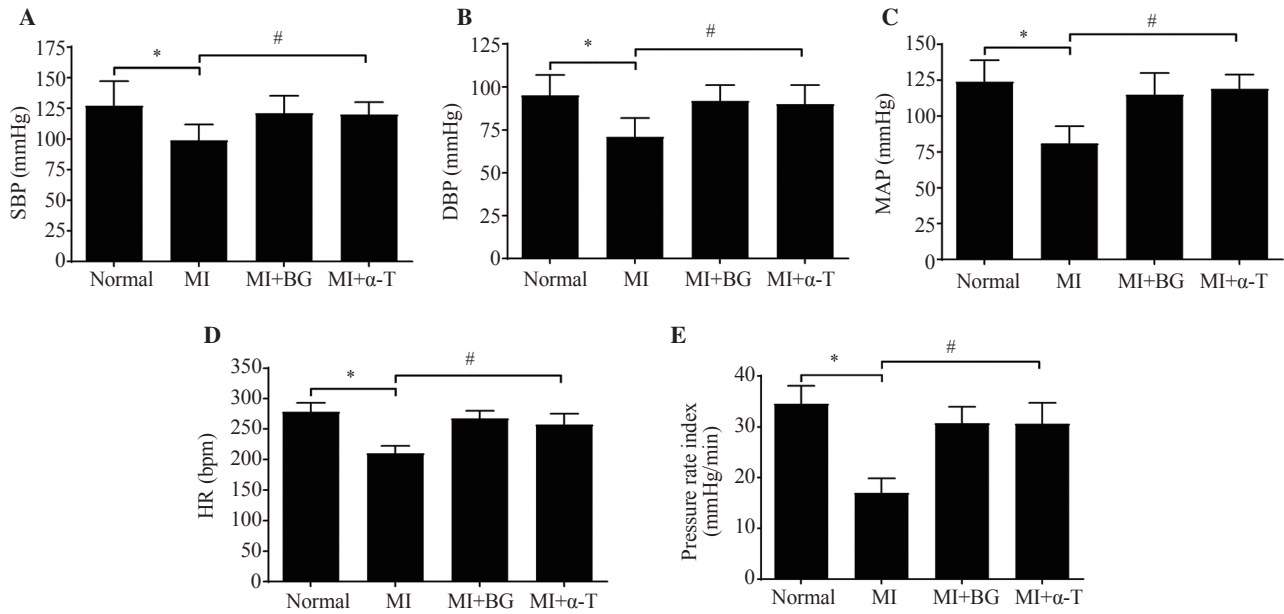 A
SBP (mmHg)
175
150
125
100
75
50
25
0
*
#
Normal MI MI+BG MI+α-T
B
DBP (mmHg)
125
100
75
50
25
0
*
#
Normal MI MI+BG MI+α-T
C
MAP (mmHg)
150
125
100
75
50
25
0
*
#
Normal MI MI+BG MI+α-T
D
HR (bpm)
350
300
250
200
150
100
50
0
*
#
Normal MI MI+BG MI+α-T
E
Pressure rate index
(mmHg/min)
40
30
20
10
0
*
#
Normal MI MI+BG MI+α-T